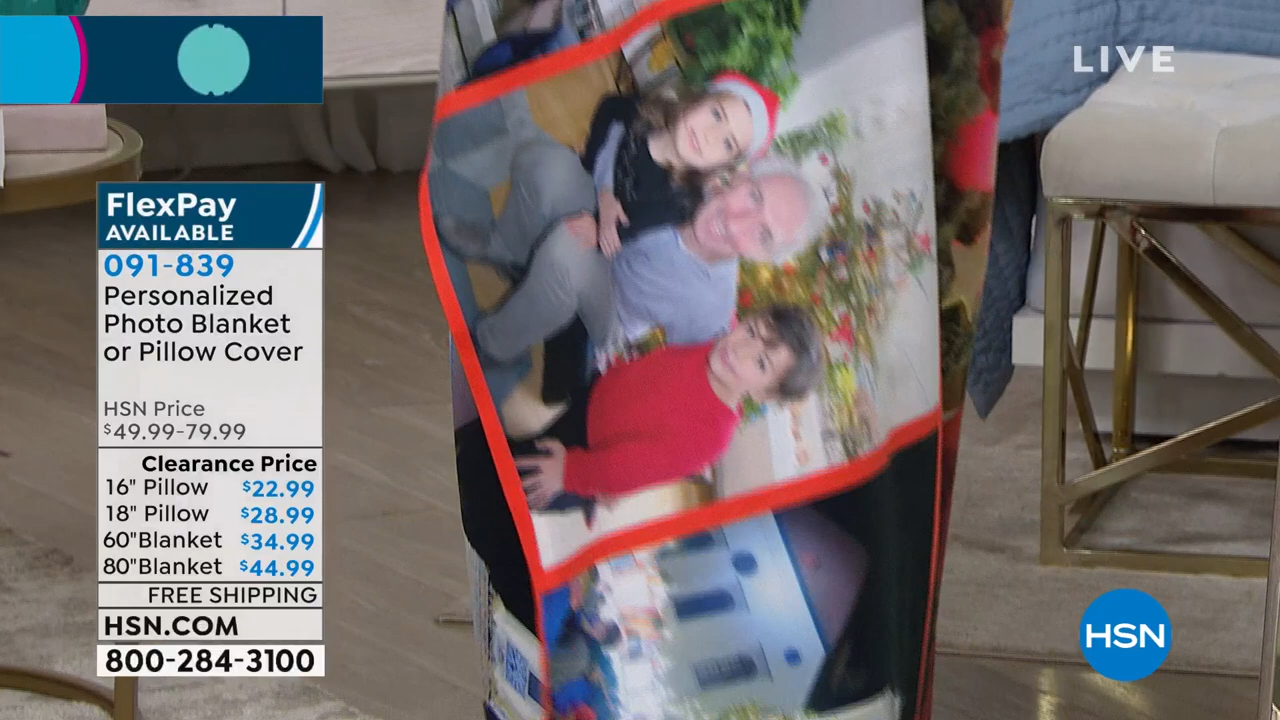 LIVE
FlexPay
AVAILABLE
091-839
Personalized
Photo Blanket
or Pillow Cover
HSN Price
$49.99-79.99
Clearance Price
16" Pillow $22.99
18" Pillow $28.99
60"Blanket $34.99
80"Blanket $44.99
FREE SHIPPING
HSN.COM
800-284-3100
HSN